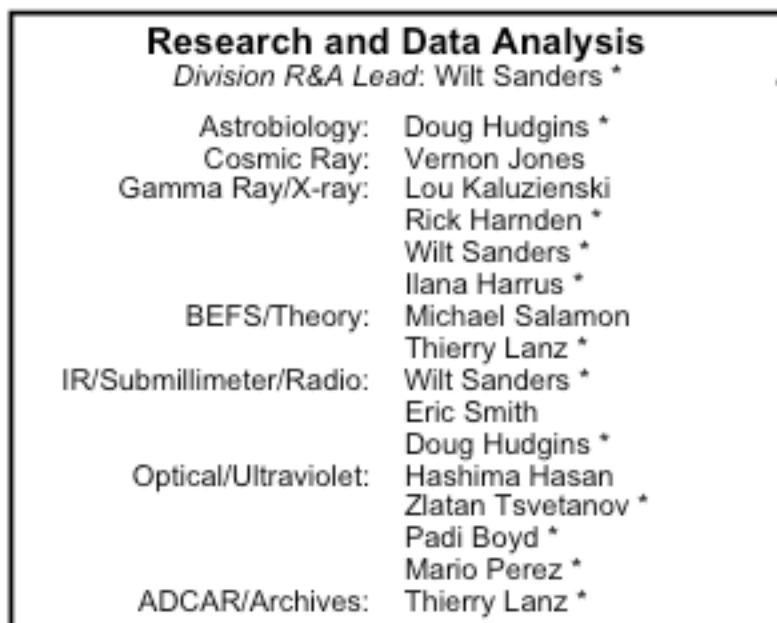 Research and Data Analysis
Division R&A Lead: Wilt Sanders *
Astrobiology: Doug Hudgins *
Cosmic Ray: Vernon Jones
Gamma Ray/X-ray: Lou Kaluzienski
Rick Harnden *
Wilt Sanders *
Ilana Harrus *
BEFS/Theory: Michael Salamon
Thierry Lanz *
IR/Submillimeter/Radio: Wilt Sanders *
Eric Smith
Doug Hudgins *
Optical/Ultraviolet: Hashima Hasan
Zlatan Tsvetanov *
Padi Boyd *
Mario Perez *
ADCAR/Archives: Thierry Lanz *